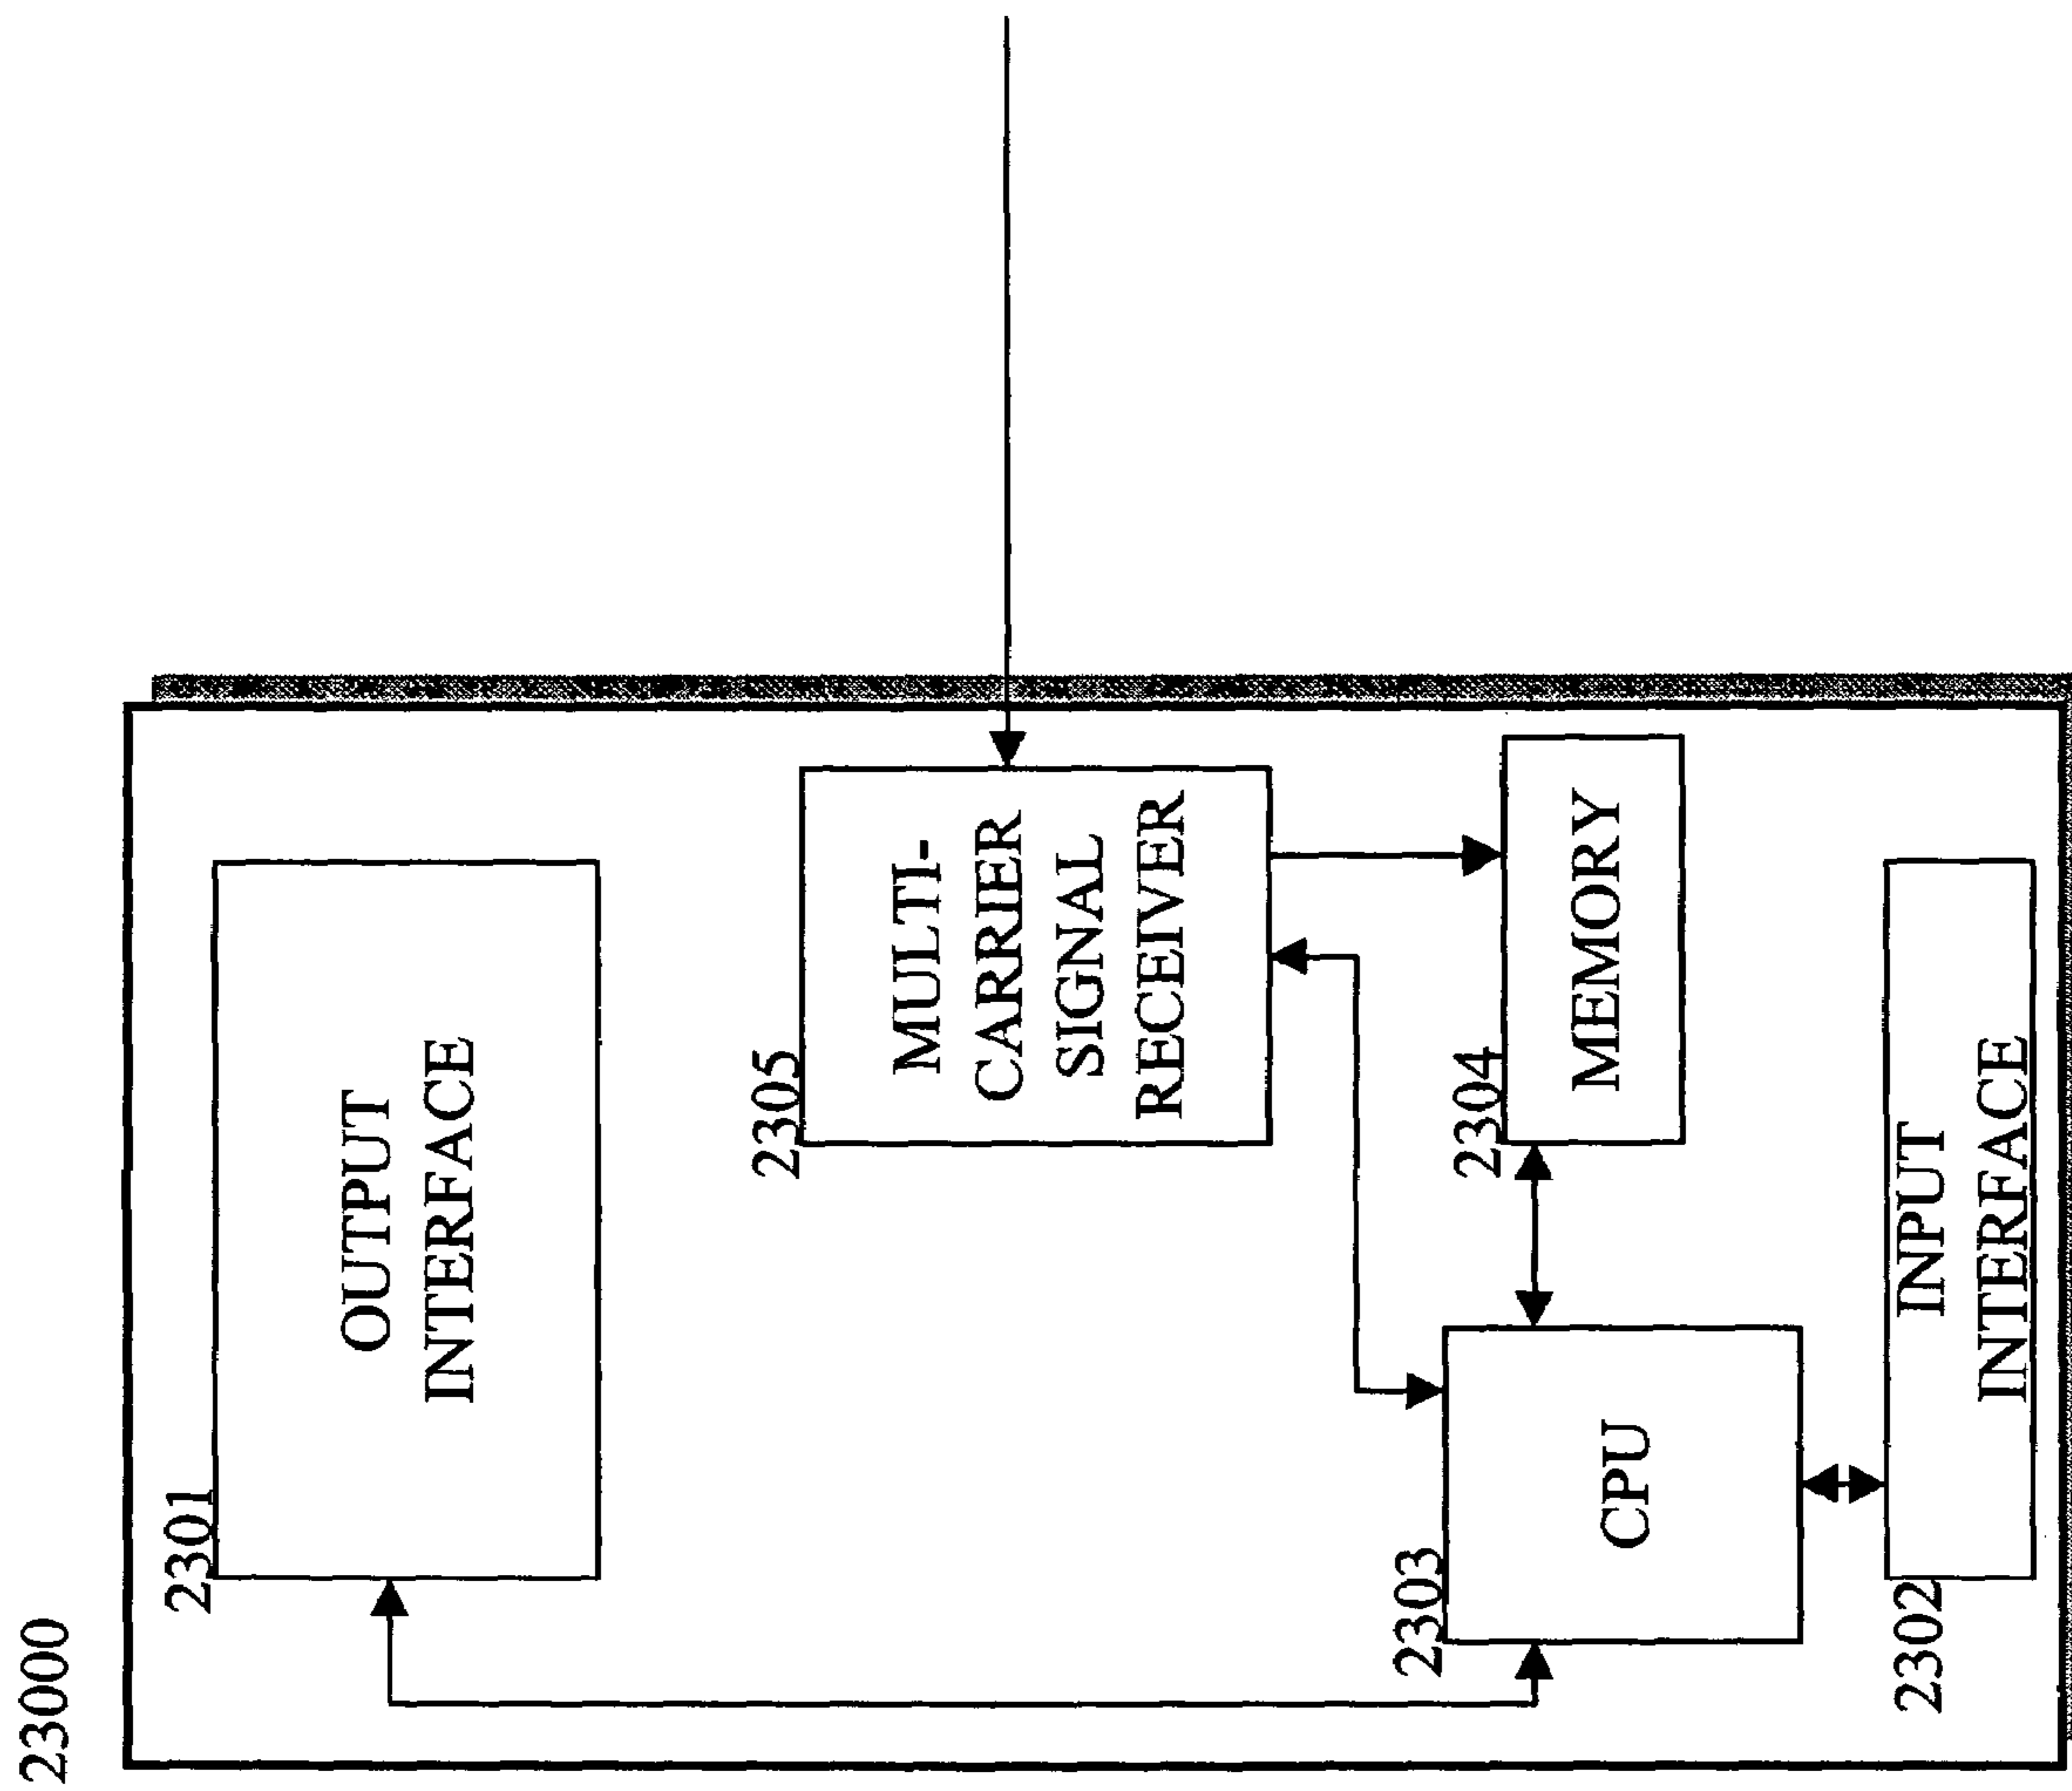 23000
2301
OUTPUT
INTERFACE
2305
MULTI-
CARRIER
SIGNAL
RECEIVER
2303
CPU
2304
MEMORY
2302
INPUT
INTERFACE